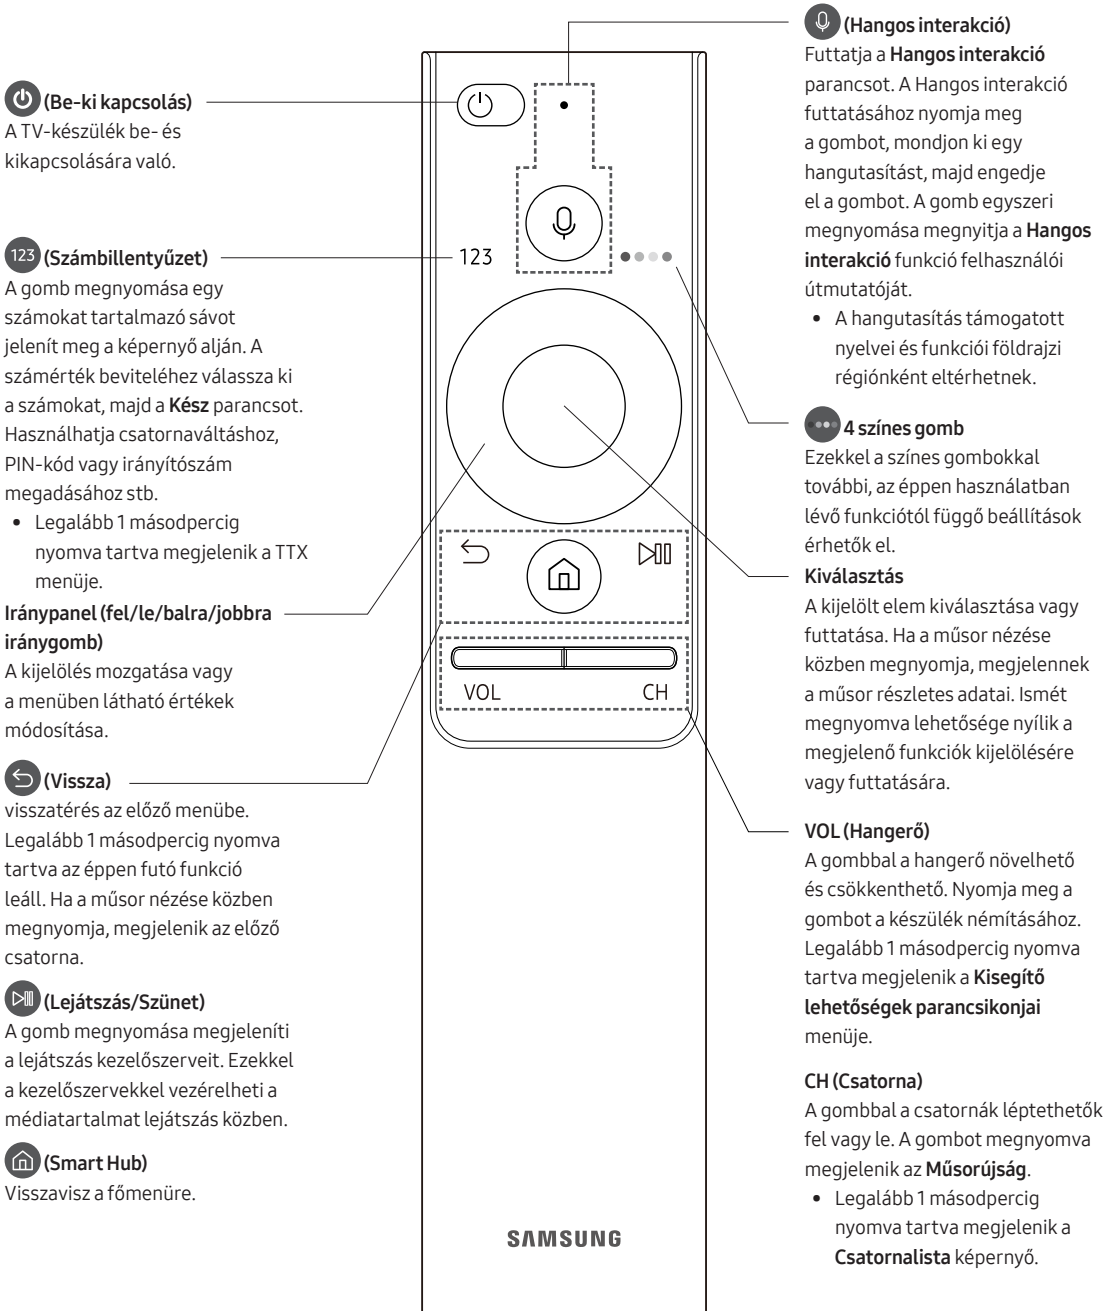 (Be-ki kapcsolás)
A TV-készülék be- és
kikapcsolására való.
123 (Számbillentyűzet)
A gomb megnyomása egy
számokat tartalmazó sávot
jelenít meg a képernyő alján. A
számérték beviteléhez válassza ki
a számokat, majd a Kész parancsot.
Használhatja csatornaváltáshoz,
PIN-kód vagy irányítószám
megadásához stb.
• Legalább 1 másodpercig
nyomva tartva megjelenik a TTX
menüje.
Iránypanel (fel/le/balra/jobbra
iránygomb)
A kijelölés mozgatása vagy
a menüben látható értékek
módosítása.
(Vissza)
visszatérés az előző menübe.
Legalább 1 másodpercig nyomva
tartva az éppen futó funkció
leáll. Ha a műsor nézése közben
megnyomja, megjelenik az előző
csatorna.
(Lejátszás/Szünet)
A gomb megnyomása megjeleníti
a lejátszás kezelőszerveit. Ezekkel
a kezelőszervekkel vezérelheti a
médiatartalmat lejátszás közben.
(Smart Hub)
Visszavisz a főmenüre.
123
VOL
CH
SAMSUNG
(Hangos interakció)
Futtatja a Hangos interakció
parancsot. A Hangos interakció
futtatásához nyomja meg
a gombot, mondjon ki egy
hangutasítást, majd engedje
el a gombot. A gomb egyszeri
megnyomása megnyitja a Hangos
interakció funkció felhasználói
útmutatóját.
• A hangutasítás támogatott
nyelvei és funkciói földrajzi
régiónként eltérhetnek.
4 színes gomb
Ezekkel a színes gombokkal
további, az éppen használatban
lévő funkciótól függő beállítások
érhetők el.
Kiválasztás
A kijelölt elem kiválasztása vagy
futtatása. Ha a műsor nézése
közben megnyomja, megjelennek
a műsor részletes adatai. Ismét
megnyomva lehetősége nyílik a
megjelenő funkciók kijelölésére
vagy futtatására.
VOL (Hangerő)
A gombbal a hangerő növelhető
és csökkenthető. Nyomja meg a
gombot a készülék némításához.
Legalább 1 másodpercig nyomva
tartva megjelenik a Kisegítő
lehetőségek parancsikonjai
menüje.
CH (Csatorna)
A gombbal a csatornák léptethetők
fel vagy le. A gombot megnyomva
megjelenik az Műsorújság.
• Legalább 1 másodpercig
nyomva tartva megjelenik a
Csatornalista képernyő.